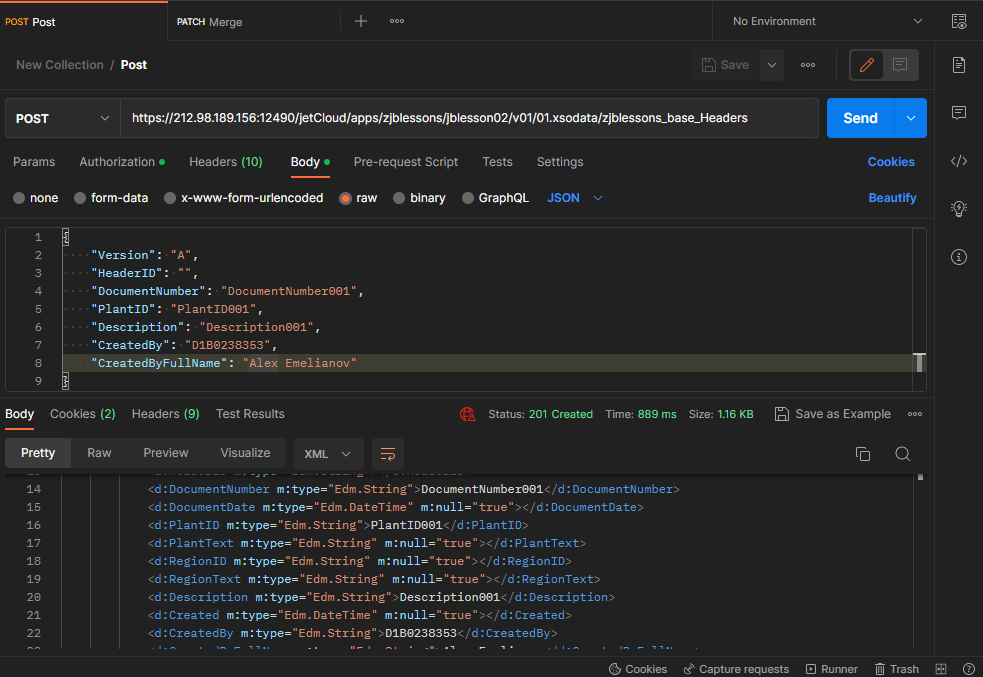 POST Post
PATCH Merge
No Environment
New Collection / Post
Save
POST
https://212.98.189.156:12490/jetCloud/apps/zjblessons/jblesson02/v01/01.xsodata/zjblessons_base_Headers
Send
Params Authorization Headers (10) Body Pre-request Script Tests Settings Cookies
none form-data x-www-form-urlencoded raw binary GraphQL JSON Beautify
1 {
2 "Version": "A",
3 "HeaderID": "",
4 "DocumentNumber": "DocumentNumber001",
5 "PlantID": "PlantID001",
6 "Description": "Description001",
7 "CreatedBy": "D1B0238353",
8 "CreatedByFullName": "Alex Emelianov"
9 }
Body Cookies (2) Headers (9) Test Results Status: 201 Created Time: 889 ms Size: 1.16 KB Save as Example
Pretty Raw Preview Visualize XML
14 <d:DocumentNumber m:type="Edm.String">DocumentNumber001</d:DocumentNumber>
15 <d:DocumentDate m:type="Edm.DateTime" m:null="true"></d:DocumentDate>
16 <d:PlantID m:type="Edm.String">PlantID001</d:PlantID>
17 <d:PlantText m:type="Edm.String" m:null="true"></d:PlantText>
18 <d:RegionID m:type="Edm.String" m:null="true"></d:RegionID>
19 <d:RegionText m:type="Edm.String" m:null="true"></d:RegionText>
20 <d:Description m:type="Edm.String">Description001</d:Description>
21 <d:Created m:type="Edm.DateTime" m:null="true"></d:Created>
22 <d:CreatedBy m:type="Edm.String">D1B0238353</d:CreatedBy>
Cookies Capture requests Runner Trash